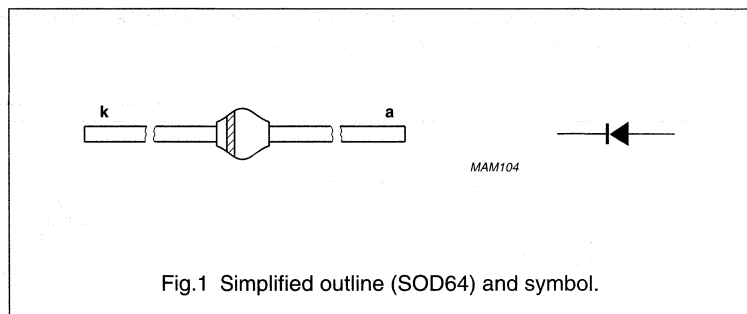 k
a
MAM104
Fig.1 Simplified outline (SOD64) and symbol.